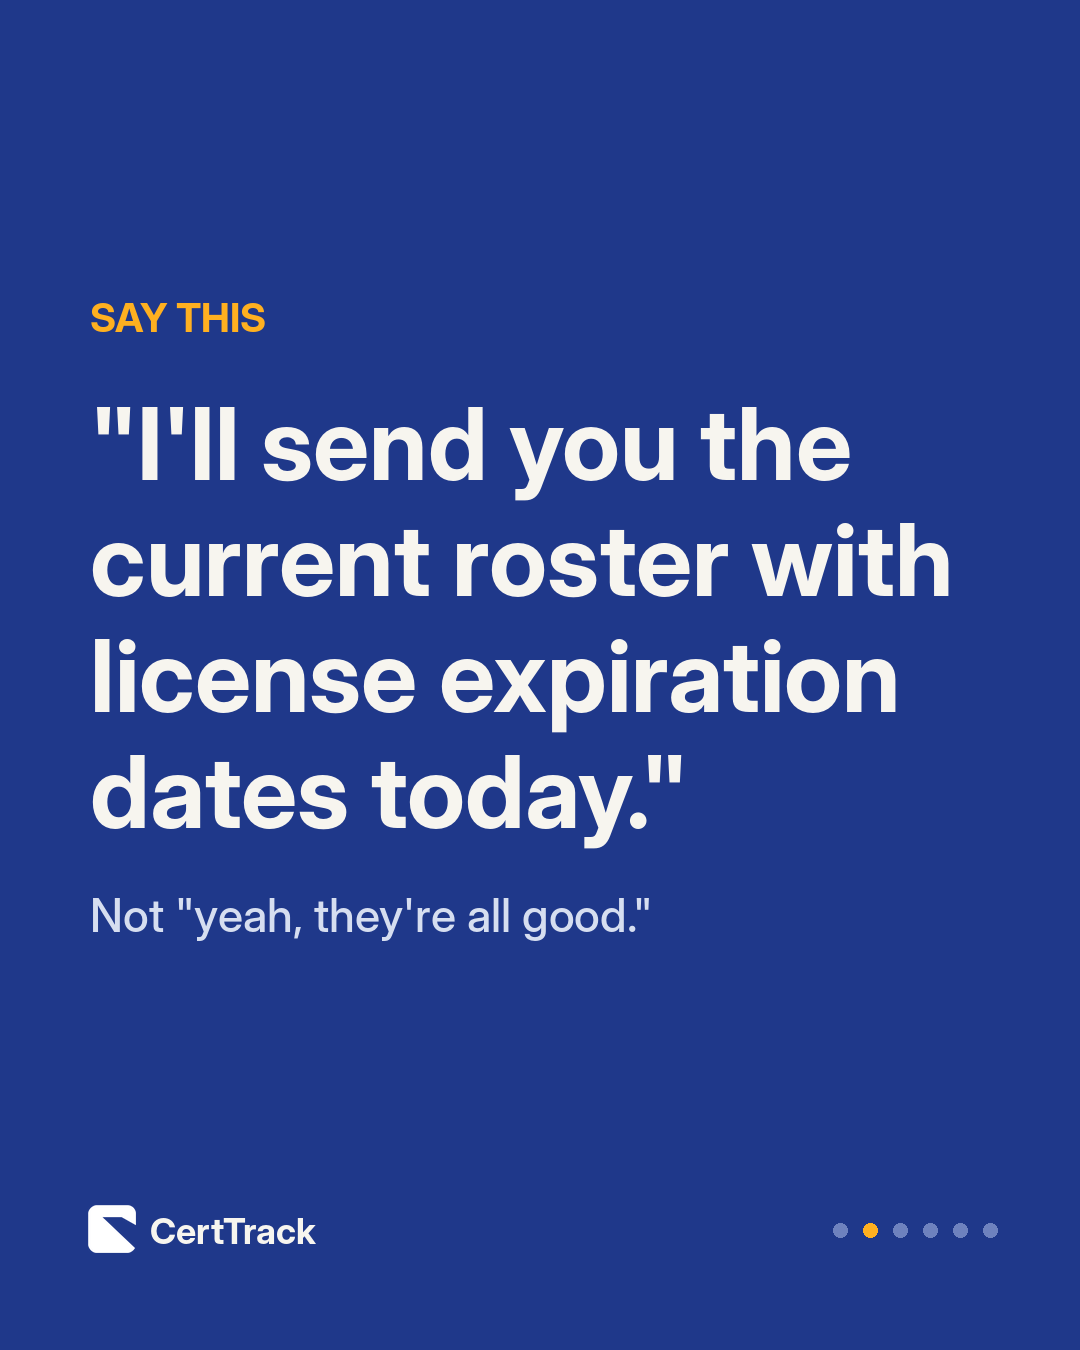 SAY THIS
"I'll send you the
current roster with
license expiration
dates today."
Not "yeah, they're all good."
CertTrack